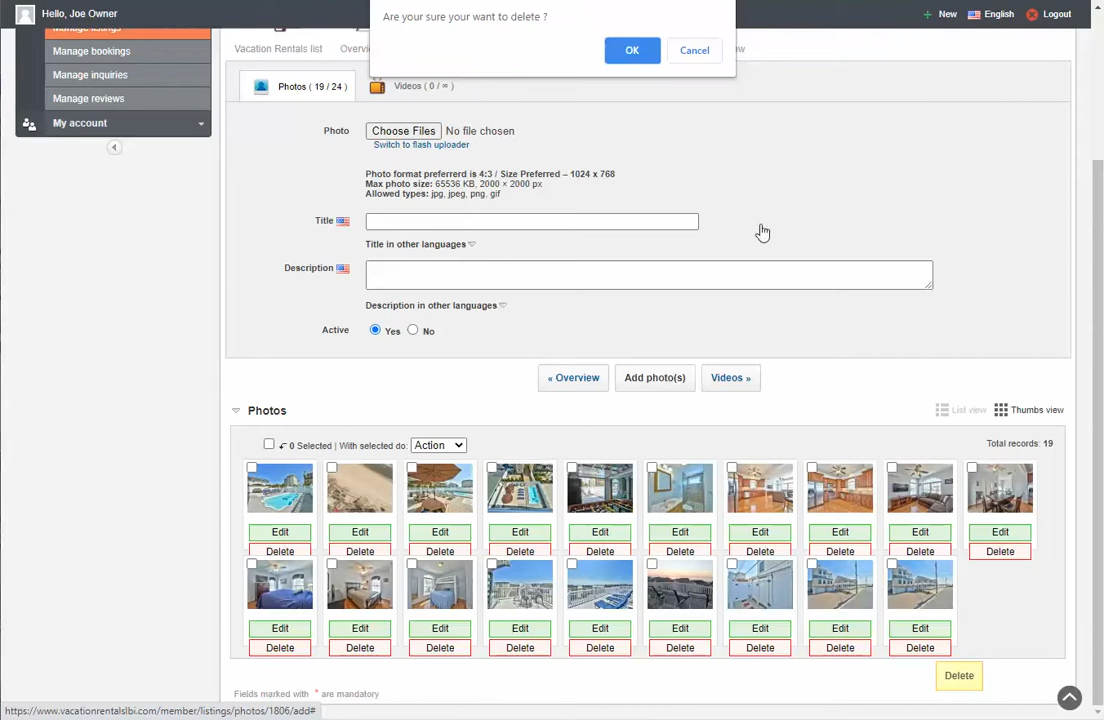 Hello, Joe Owner
Are your sure your want to delete ?
OK
Cancel
New
English
Logout
Manage listings
Manage bookings
Manage inquiries
Manage reviews
My account
Vacation Rentals list
Photos ( 19 / 24 )
Videos ( 0 / ∞ )
Photo
Choose Files No file chosen
Switch to flash uploader
Photo format preferrerd is 4:3 / Size Preferred – 1024 x 768
Max photo size: 65536 KB, 2000 × 2000 px
Allowed types: jpg, jpeg, png, gif
Title
Title in other languages
Description
Description in other languages
Active
Yes
No
« Overview
Add photo(s)
Videos »
Photos
List view
Thumbs view
0 Selected | With selected do: Action
Total records: 19
Edit Edit Edit Edit Edit Edit Edit Edit Edit Edit
Delete Delete Delete Delete Delete Delete Delete Delete Delete Delete
Edit Edit Edit Edit Edit Edit Edit Edit Edit
Delete Delete Delete Delete Delete Delete Delete Delete Delete
Delete
Fields marked with * are mandatory
https://www.vacationrentalslbi.com/member/listings/photos/1806/add#